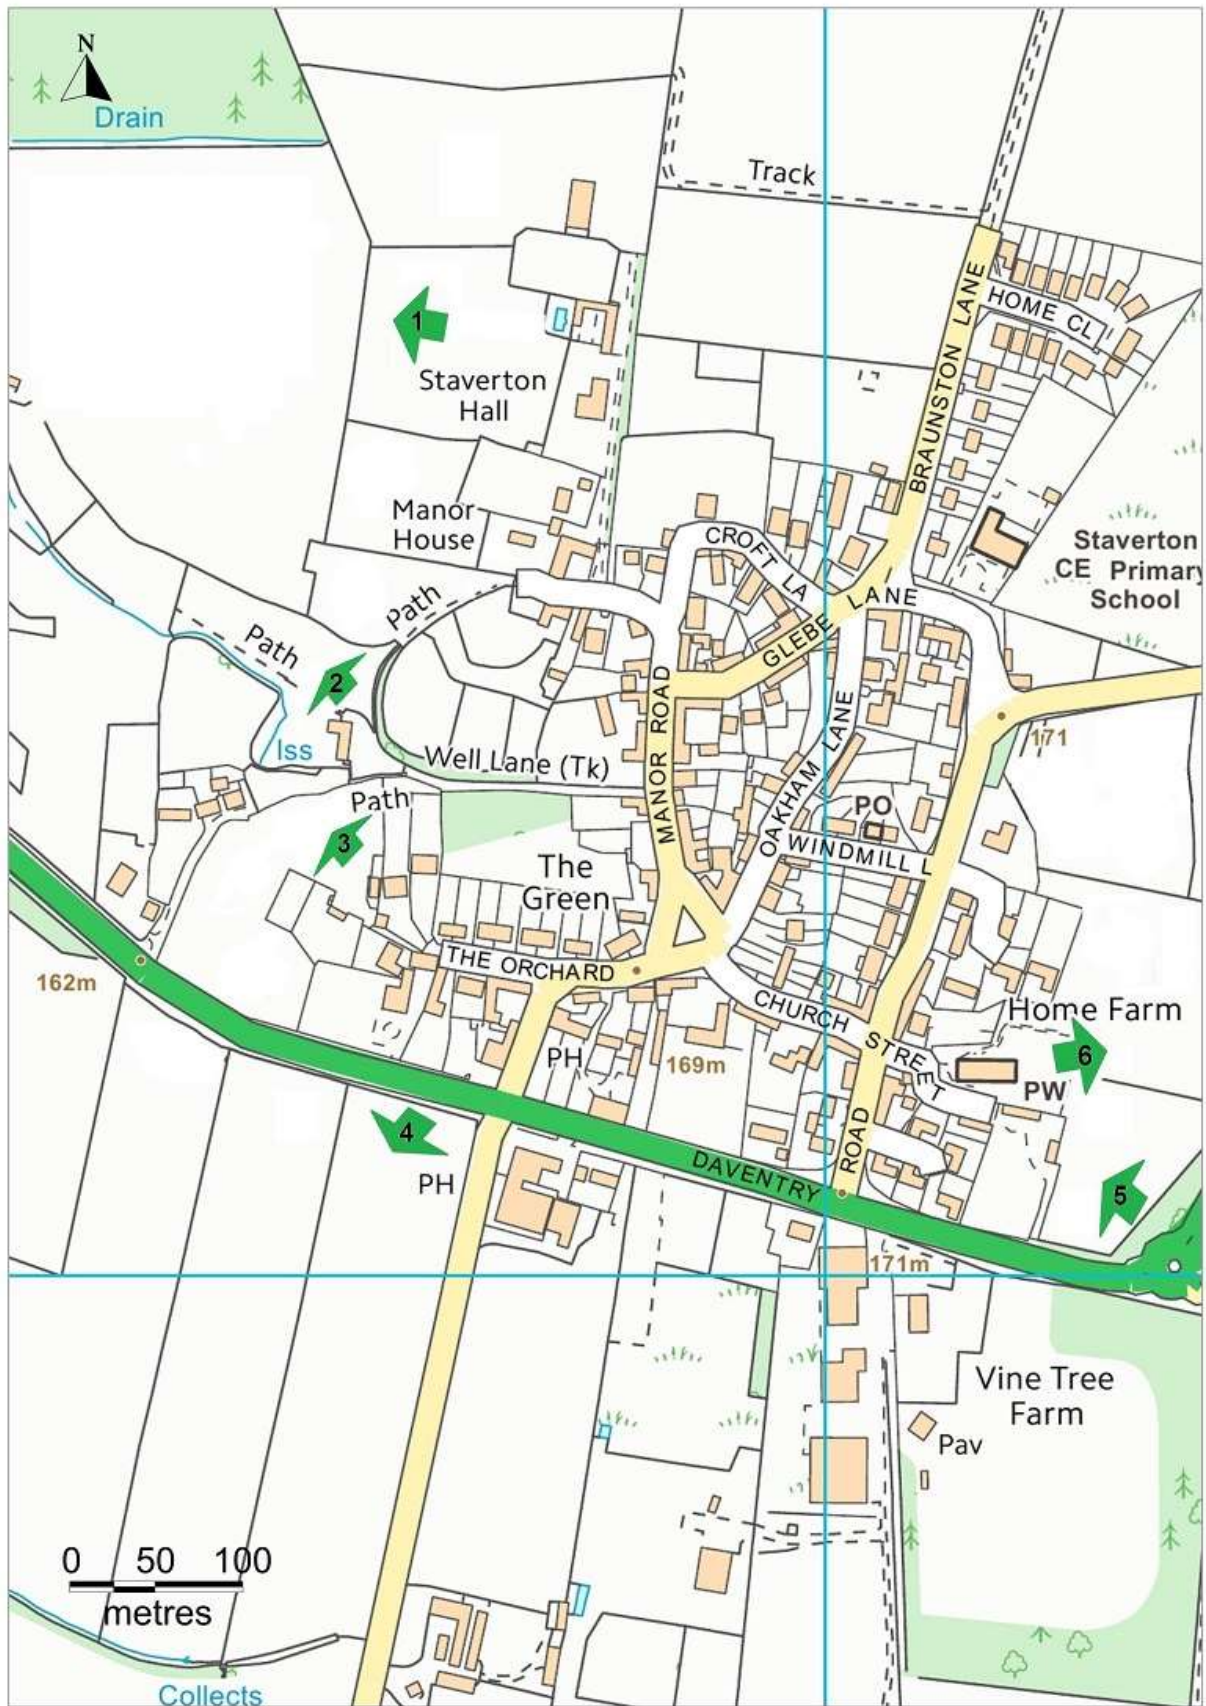 N
Drain
Track
HOME CL
BRAUNSTON LANE
1
Staverton
Hall
Manor
House
CROFT LA
Staverton
CE Primary
School
Path
GLEBE LANE
Path
2
MANOR ROAD
OAKHAM LANE
Iss
Well Lane (Tk)
171
Path
PO
3
WINDMILL L
The
Green
THE ORCHARD
162m
CHURCH STREET
Home Farm
PH
169m
6
PW
4
ROAD
DAVENTRY
PH
5
171m
Vine Tree
Farm
Pav
0 50 100
metres
Collects